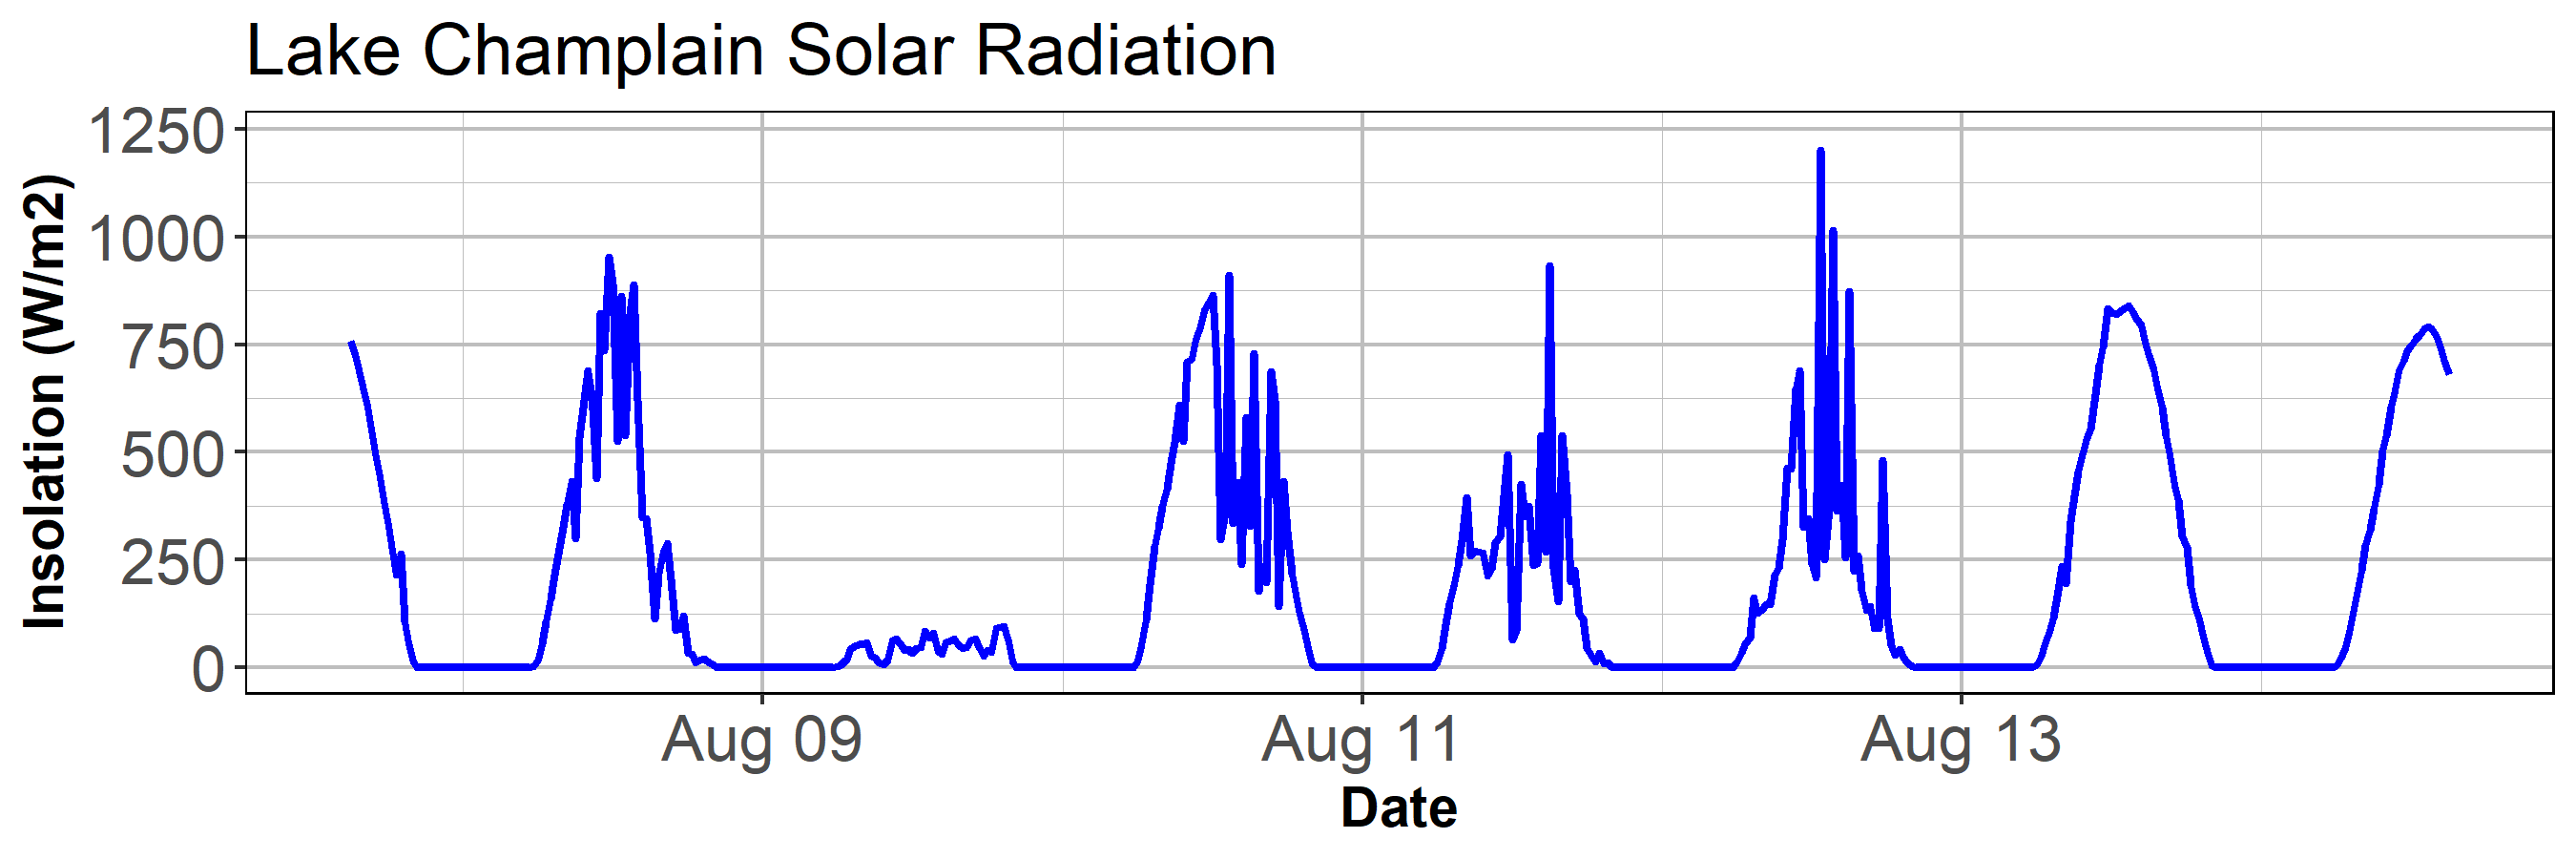 Lake Champlain Solar Radiation
1250
1000
750
500
250
0
Insolation (W/m2)
Aug 09 Aug 11 Aug 13
Date